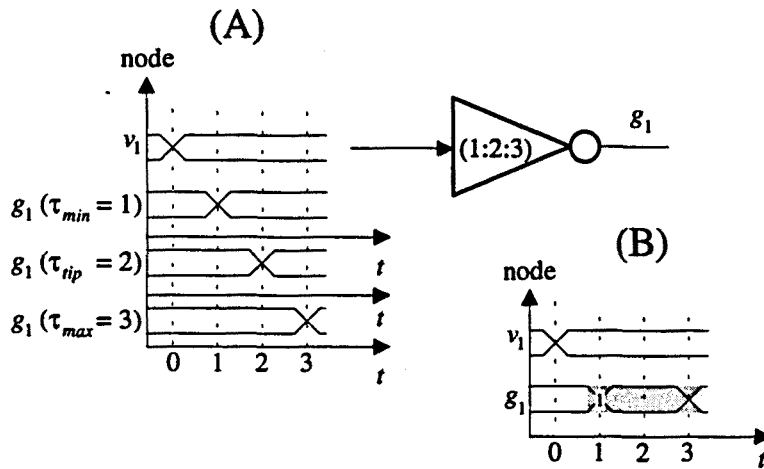 (A)
node
v₁
g₁ (τmin = 1)
g₁ (τtip = 2)
t
g₁ (τmax = 3)
t
0 1 2 3
t
(1:2:3)
g₁
(B)
node
v₁
g₁
0 1 2 3
t